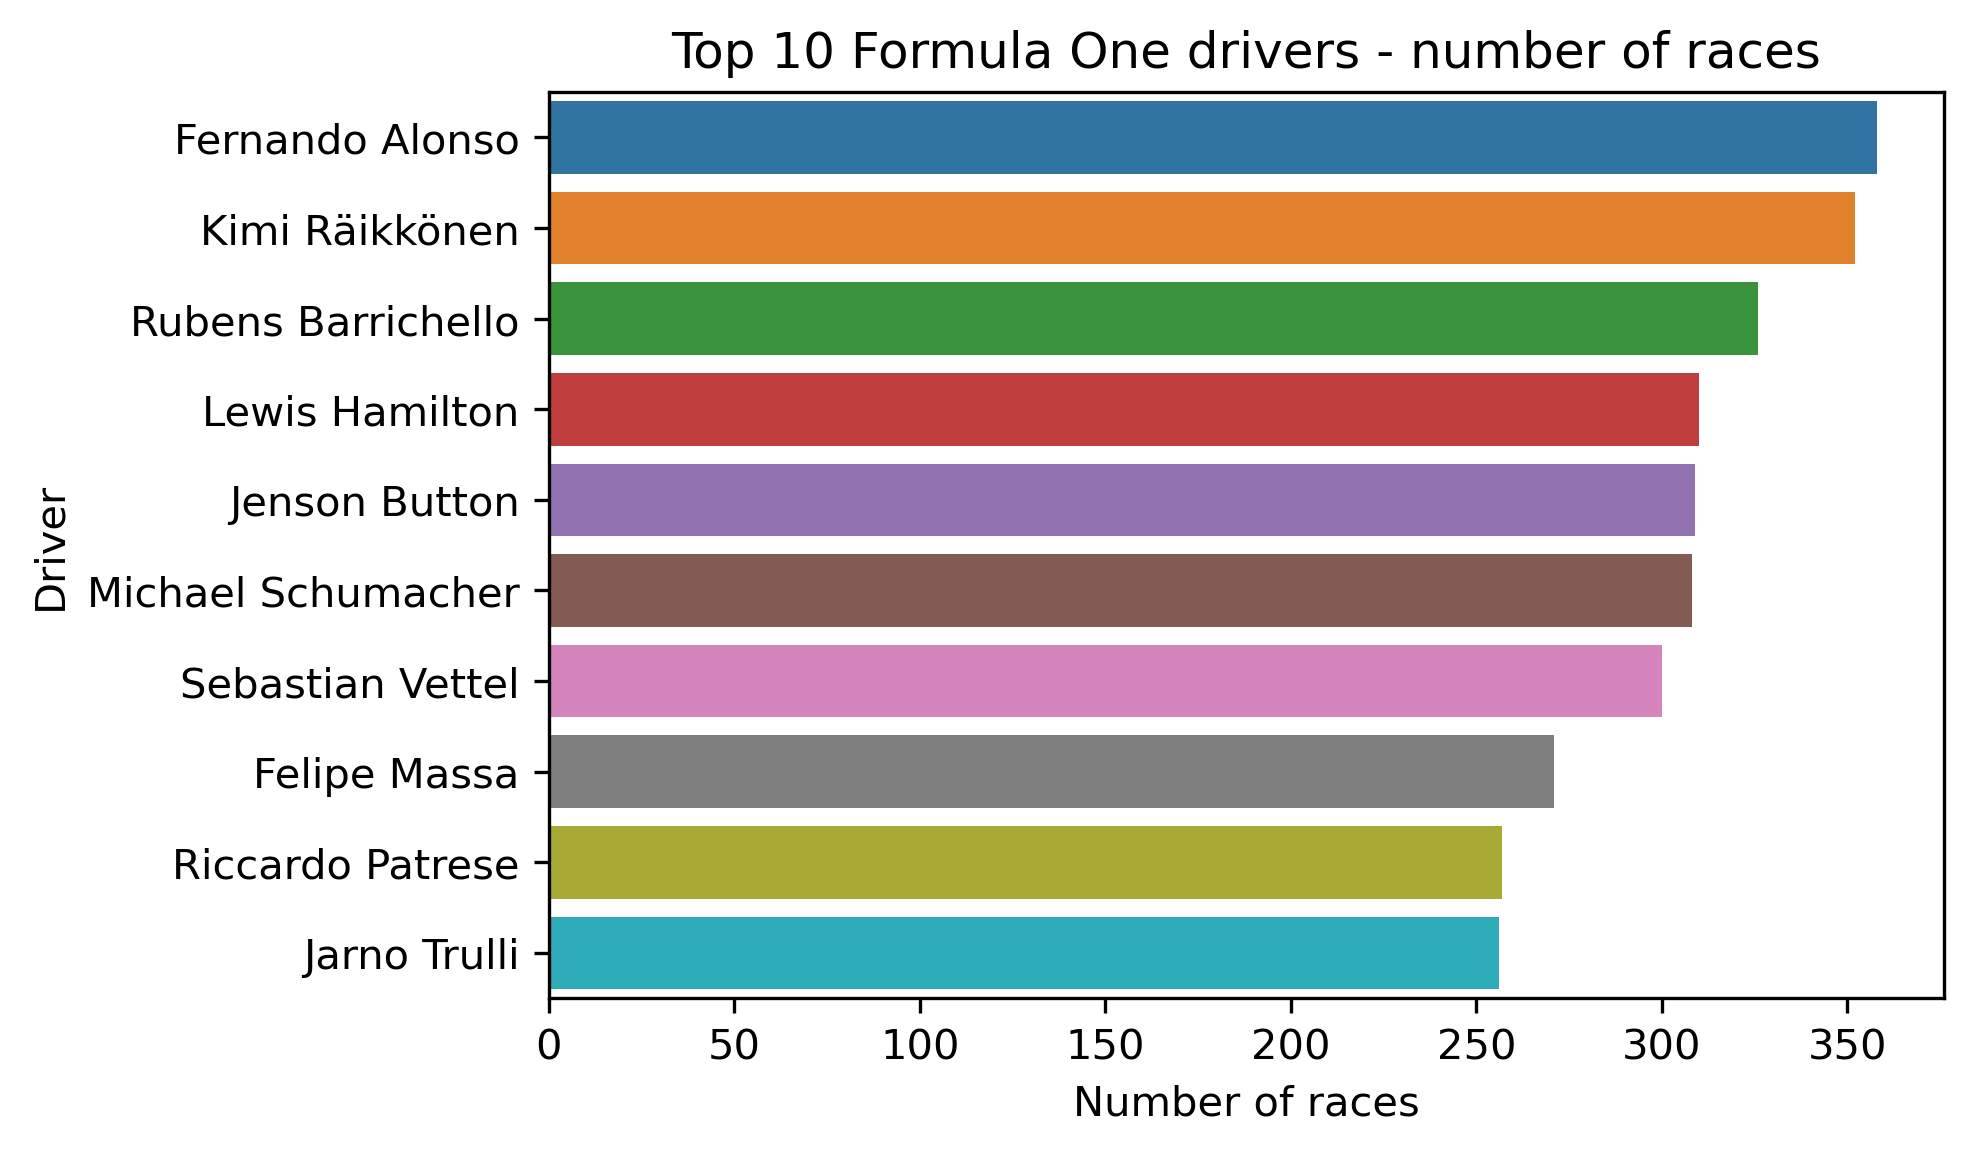 Top 10 Formula One drivers - number of races
Driver
Fernando Alonso
Kimi Räikkönen
Rubens Barrichello
Lewis Hamilton
Jenson Button
Michael Schumacher
Sebastian Vettel
Felipe Massa
Riccardo Patrese
Jarno Trulli
0 50 100 150 200 250 300 350
Number of races